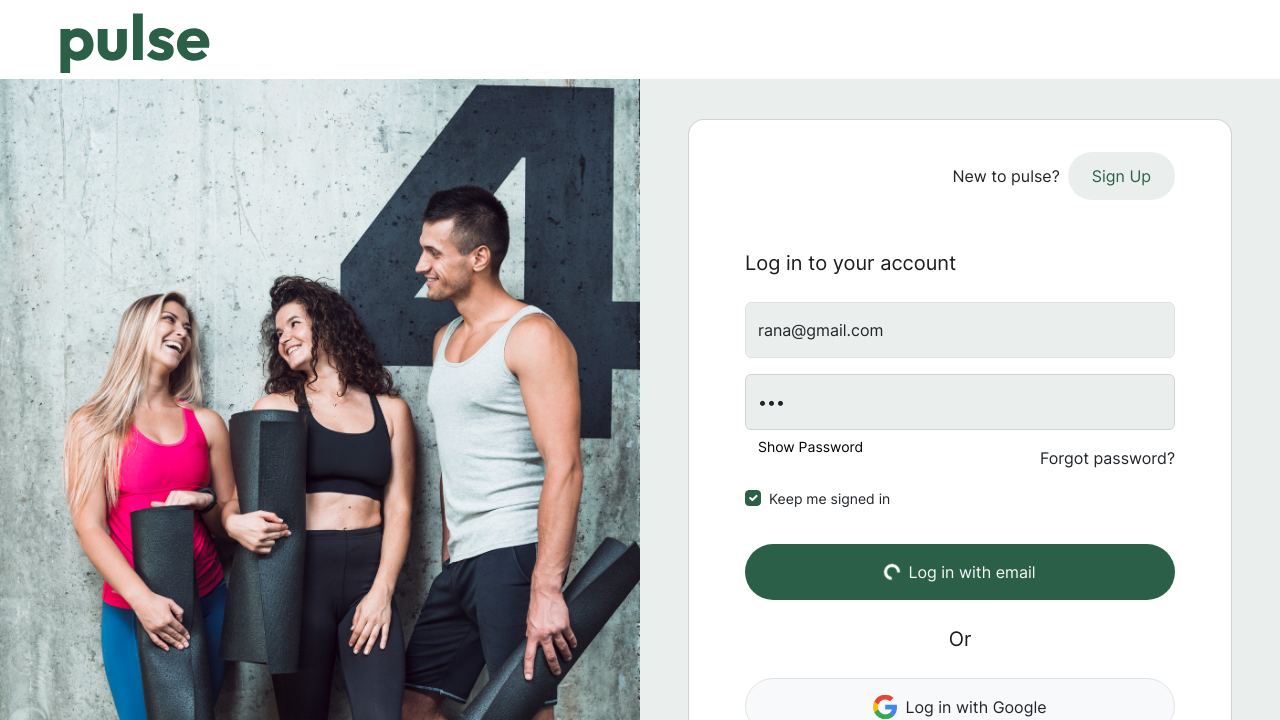 pulse
4
New to pulse? Sign Up
Log in to your account
rana@gmail.com
•••
Show Password
Forgot password?
Keep me signed in
Log in with email
Or
Log in with Google